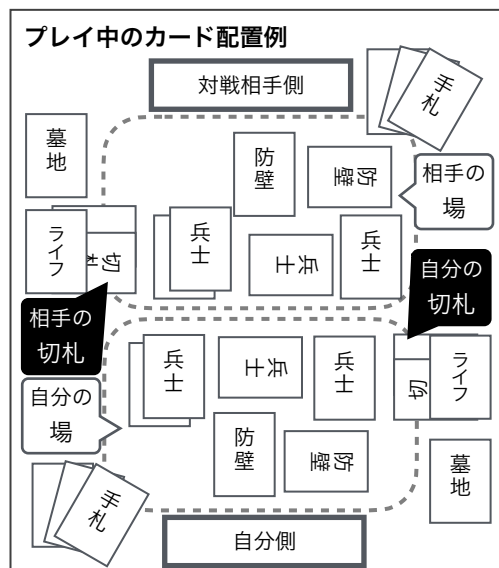 プレイ中のカード配置例
対戦相手側
手札
墓地
防壁
防壁
相手の
場
ライフ
切札
兵士
兵士
兵士
自分の
切札
相手の
切札
兵士
兵士
兵士
切
ライフ
自分の
場
防壁
防壁
墓地
手札
自分側